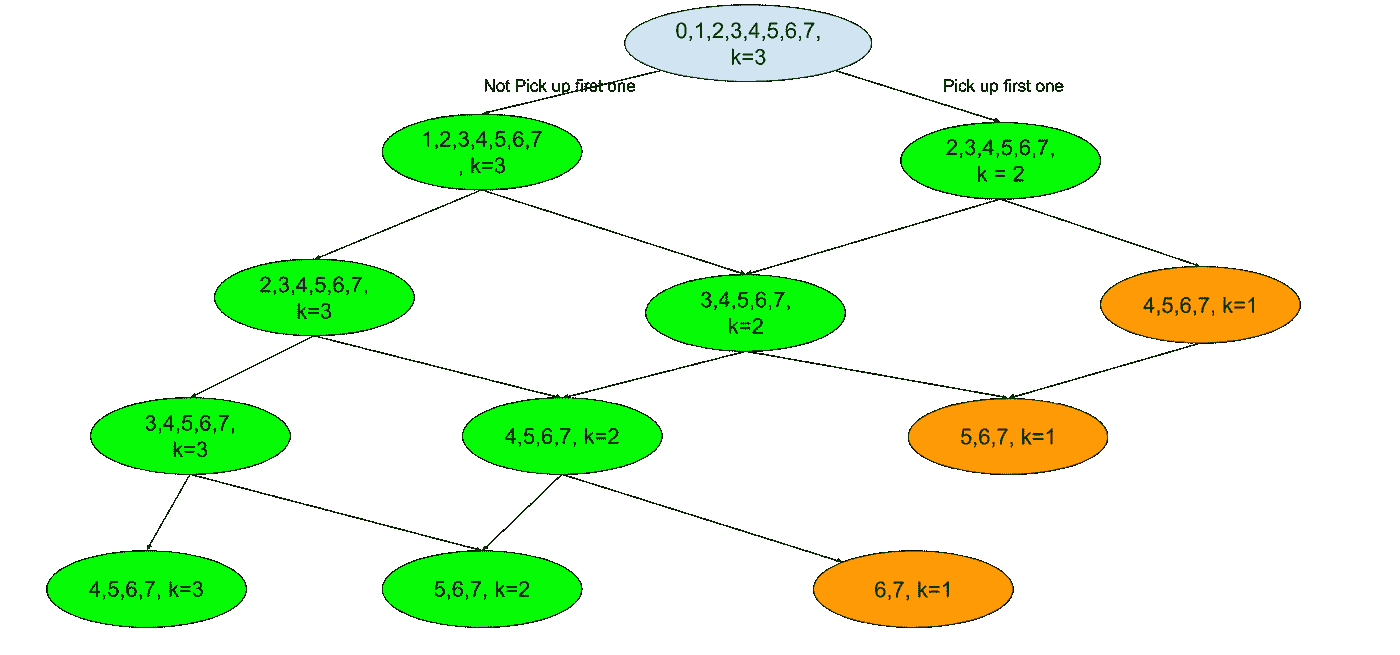 0,1,2,3,4,5,6,7,
k=3
Not Pick up first one
Pick up first one
1,2,3,4,5,6,7
, k=3
2,3,4,5,6,7,
k = 2
2,3,4,5,6,7,
k=3
3,4,5,6,7,
k=2
4,5,6,7, k=1
3,4,5,6,7,
k=3
4,5,6,7, k=2
5,6,7, k=1
4,5,6,7, k=3
5,6,7, k=2
6,7, k=1